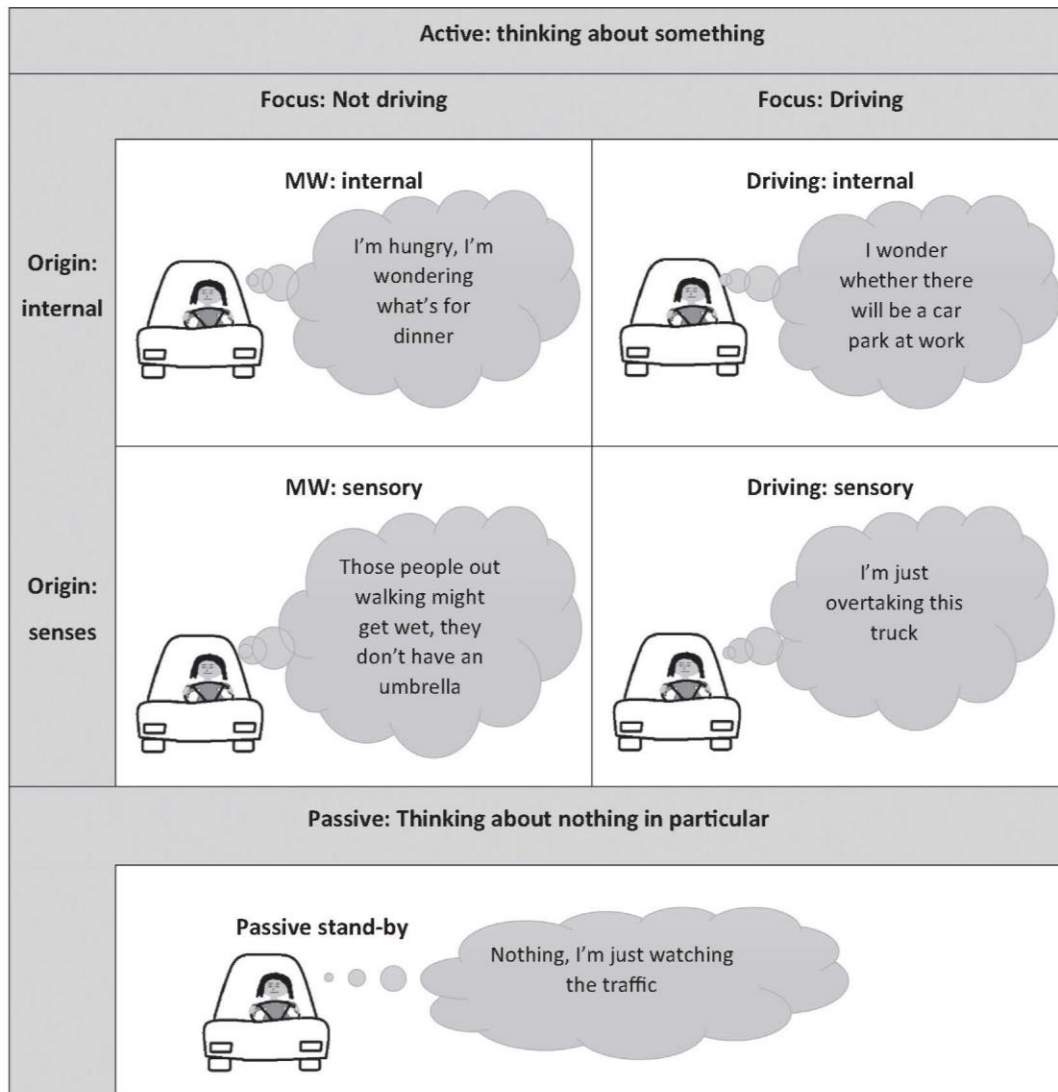 Active: thinking about something
Focus: Not driving
Focus: Driving
Origin:
internal
MW: internal
I'm hungry, I'm
wondering
what's for
dinner
Driving: internal
I wonder
whether there
will be a car
park at work
Origin:
senses
MW: sensory
Those people out
walking might
get wet, they
don't have an
umbrella
Driving: sensory
I'm just
overtaking this
truck
Passive: Thinking about nothing in particular
Passive stand-by
Nothing, I'm just watching
the traffic